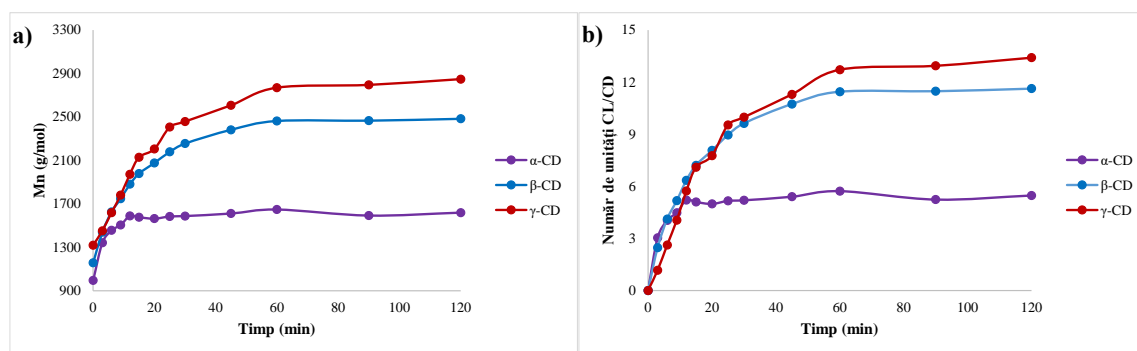 a)
Mn (g/mol)
3300
2900
2500
2100
1700
1300
900
0 20 40 60 80 100 120
Timp (min)
α-CD
β-CD
γ-CD
b)
Număr de unități CL/CD
15
12
9
6
3
0
0 20 40 60 80 100 120
Timp (min)
α-CD
β-CD
γ-CD